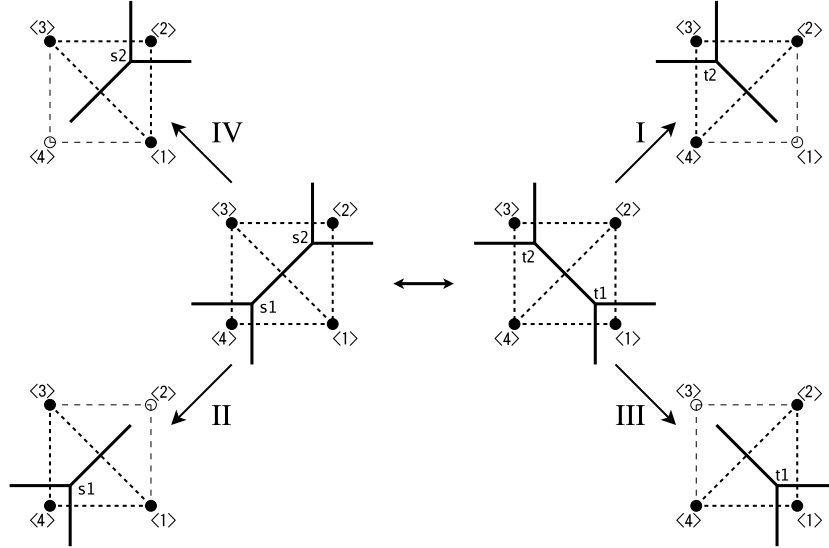 <3> <2> <3> <2>
s2 t2
<4> <1> <4> <1>
IV I
<3> <2> <3> <2>
s2 t2
s1 t1
<4> <1> <4> <1>
II III
<3> <2> <3> <2>
s1 t1
<4> <1> <4> <1>